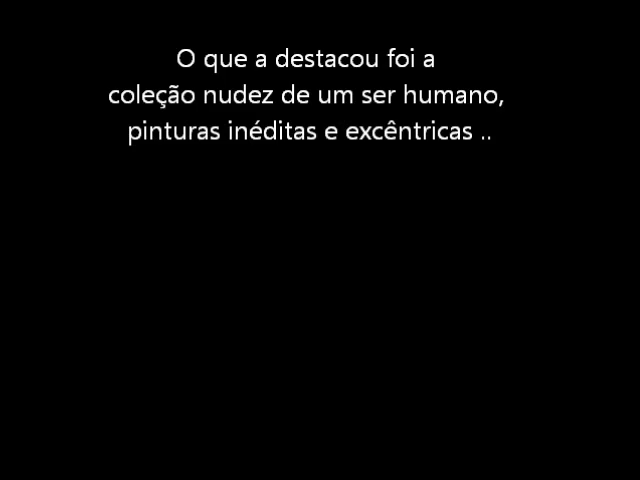 O que a destacou foi a
coleção nudez de um ser humano,
pinturas inéditas e excêntricas ..